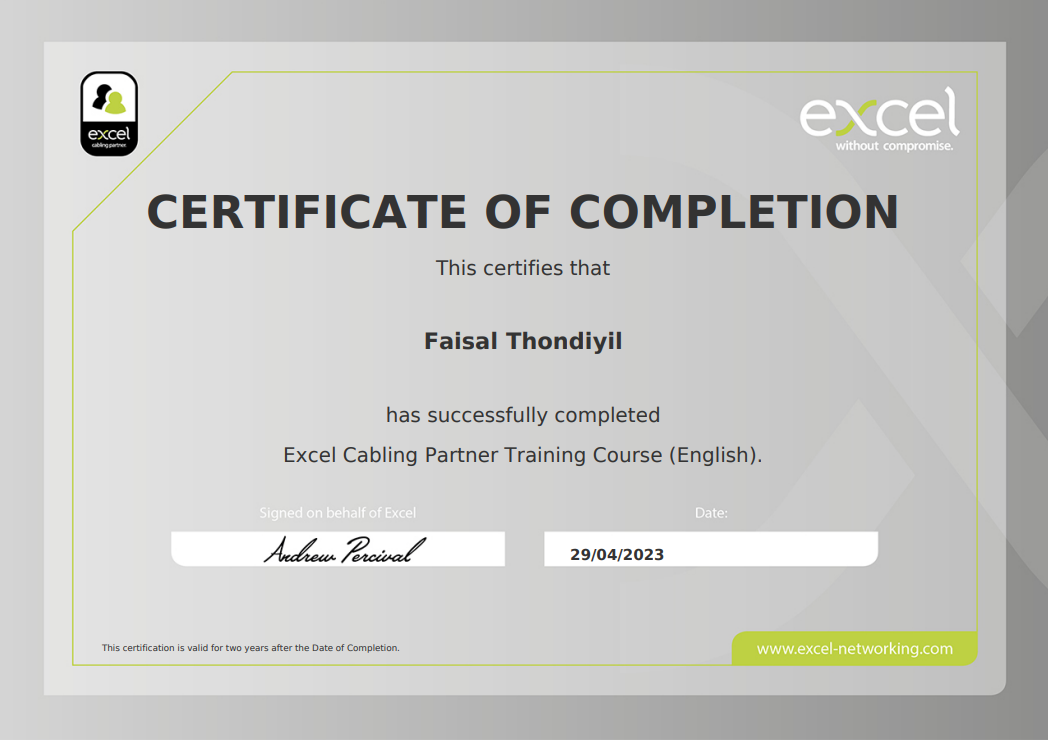 excel
cabling partner.
excel
without compromise.
CERTIFICATE OF COMPLETION
This certifies that
Faisal Thondiyil
has successfully completed
Excel Cabling Partner Training Course (English).
Signed on behalf of Excel
Date:
Andrew Percival
29/04/2023
This certification is valid for two years after the Date of Completion.
www.excel-networking.com